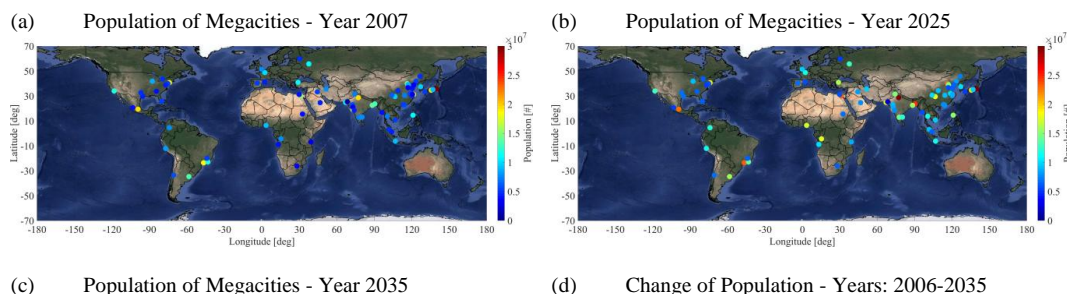 (a) Population of Megacities - Year 2007
(b) Population of Megacities - Year 2025
×10⁷
70
50
30
10
-10
-30
-50
-70
Latitude [deg]
-180 -150 -120 -90 -60 -30 0 30 60 90 120 150 180
Longitude [deg]
3
2.5
2
1.5
1
0.5
0
Population [#]
×10⁷
70
50
30
10
-10
-30
-50
-70
Latitude [deg]
-180 -150 -120 -90 -60 -30 0 30 60 90 120 150 180
Longitude [deg]
3
2.5
2
1.5
1
0.5
0
Population [#]
(c) Population of Megacities - Year 2035
(d) Change of Population - Years: 2006-2035